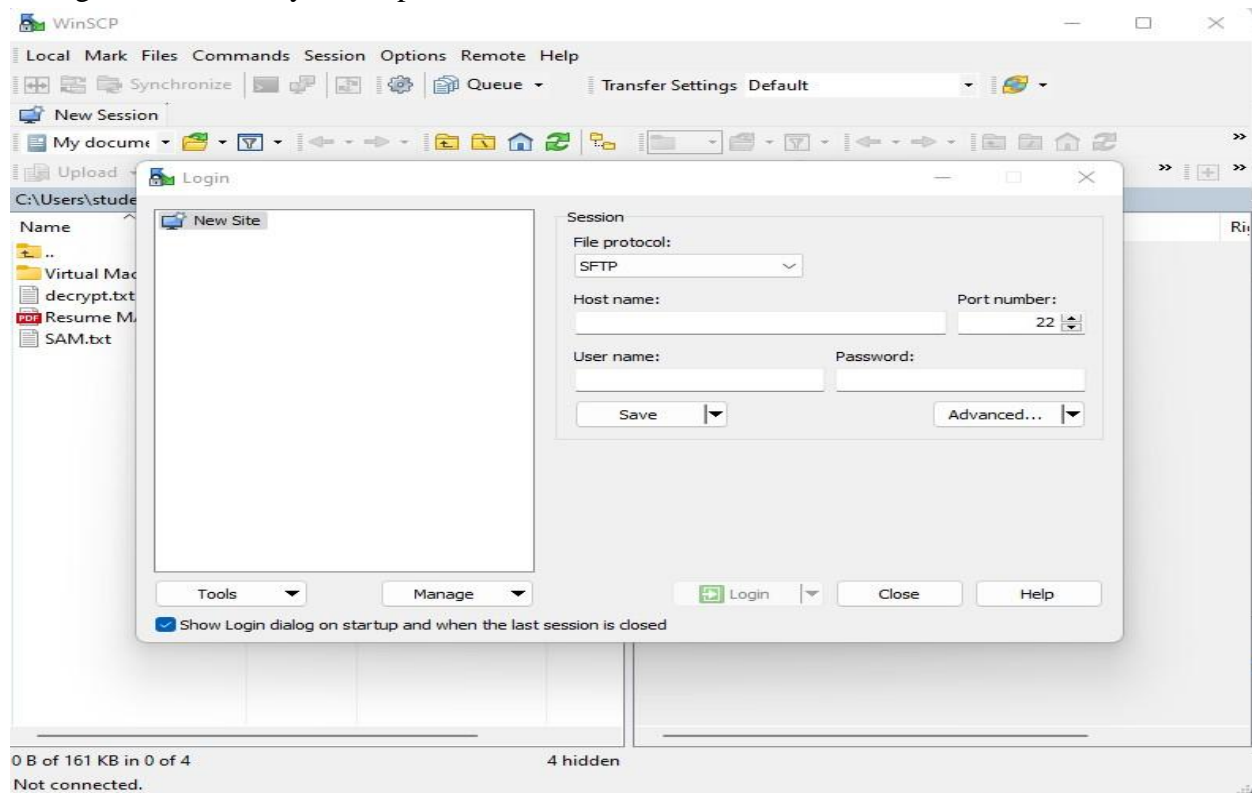 WinSCP
Local Mark Files Commands Session Options Remote Help
Synchronize Queue Transfer Settings Default
New Session
My docume
Upload
Login
C:\Users\stude
Name
New Site
Session
File protocol:
SFTP
..
Virtual Mac
decrypt.txt
PDF Resume M
SAM.txt
Host name: Port number:
22
User name: Password:
Save Advanced...
Tools Manage Login Close Help
Show Login dialog on startup and when the last session is closed
0 B of 161 KB in 0 of 4 4 hidden
Not connected.